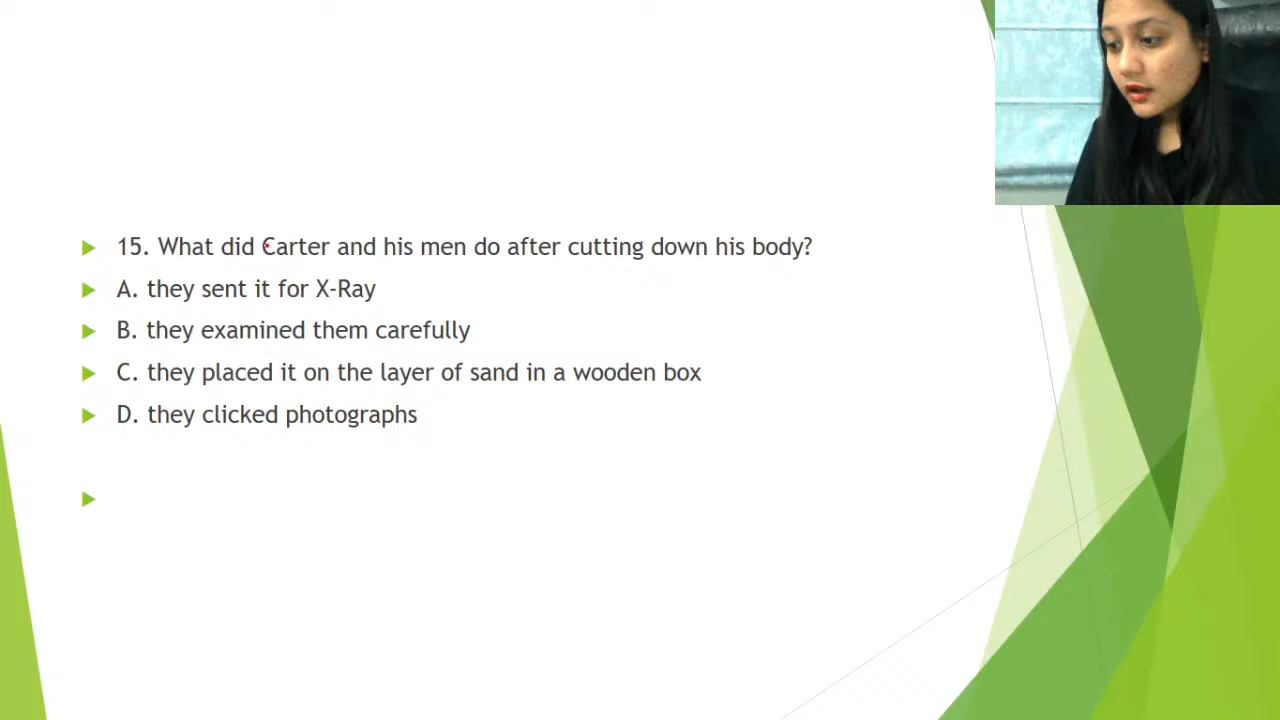 15. What did Carter and his men do after cutting down his body?
A. they sent it for X-Ray
B. they examined them carefully
C. they placed it on the layer of sand in a wooden box
D. they clicked photographs